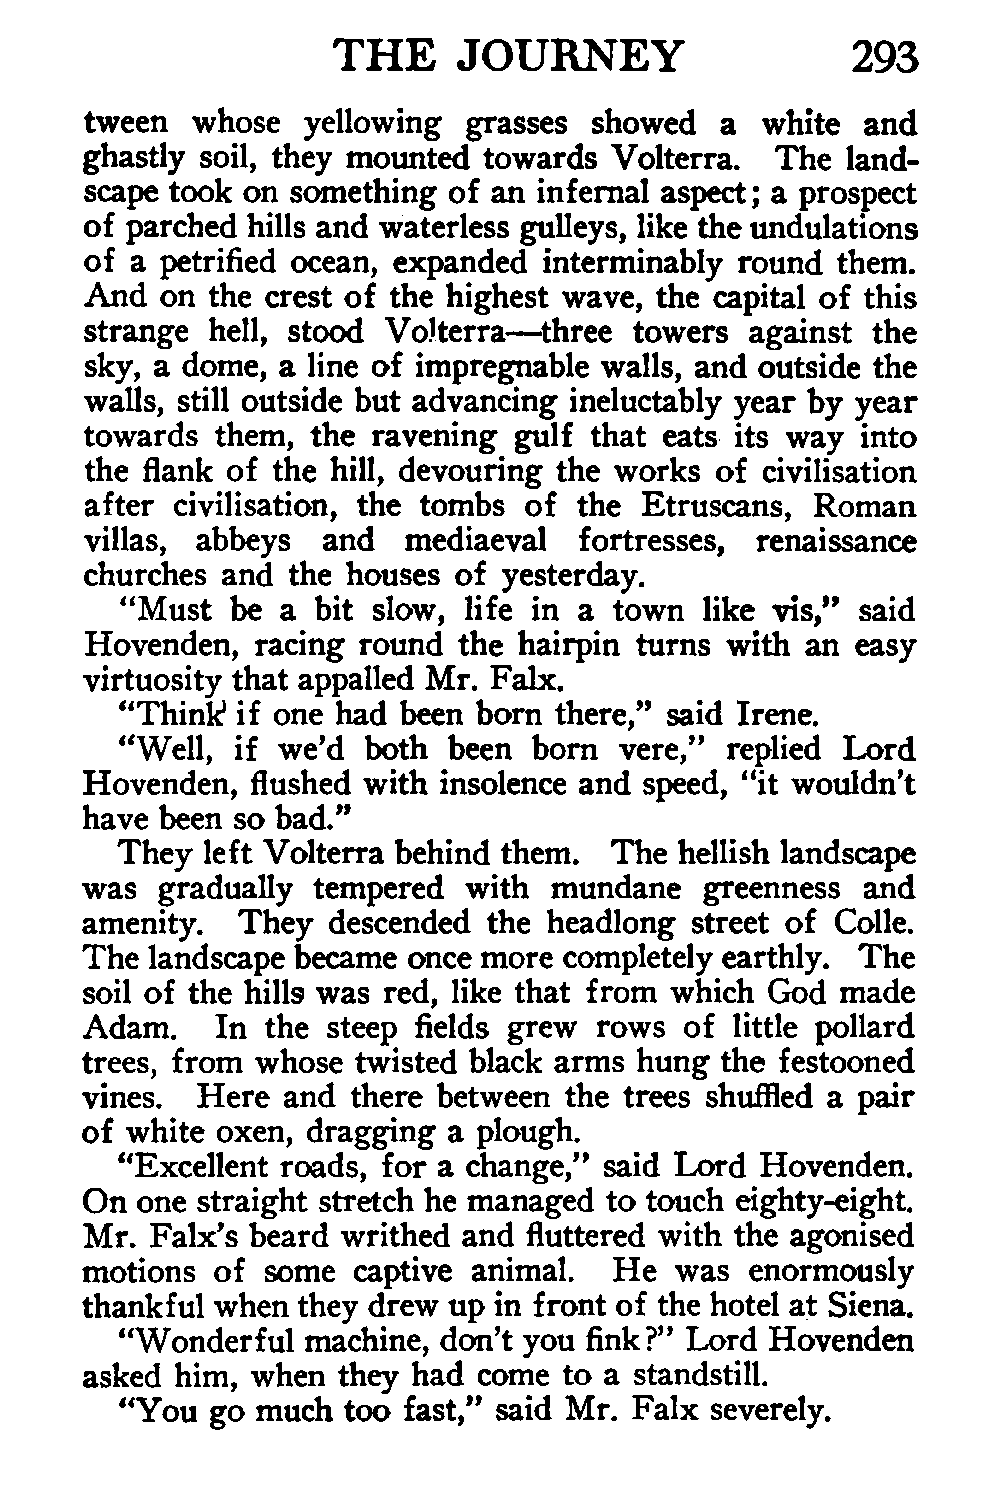 THE JOURNEY 293
tween whose yellowing grasses showed a white and
ghastly soil, they mounted towards Volterra. The land-
scape took on something of an infernal aspect; a prospect
of parched hills and waterless gulleys, like the undulations
of a petrified ocean, expanded interminably round them.
And on the crest of the highest wave, the capital of this
strange hell, stood Volterra—three towers against the
sky, a dome, a line of impregnable walls, and outside the
walls, still outside but advancing ineluctably year by year
towards them, the ravening gulf that eats its way into
the flank of the hill, devouring the works of civilisation
after civilisation, the tombs of the Etruscans, Roman
villas, abbeys and mediaeval fortresses, renaissance
churches and the houses of yesterday.
"Must be a bit slow, life in a town like vis," said
Hovenden, racing round the hairpin turns with an easy
virtuosity that appalled Mr. Falx.
"Think if one had been born there," said Irene.
"Well, if we'd both been born vere," replied Lord
Hovenden, flushed with insolence and speed, "it wouldn't
have been so bad."
They left Volterra behind them. The hellish landscape
was gradually tempered with mundane greenness and
amenity. They descended the headlong street of Colle.
The landscape became once more completely earthly. The
soil of the hills was red, like that from which God made
Adam. In the steep fields grew rows of little pollard
trees, from whose twisted black arms hung the festooned
vines. Here and there between the trees shuffled a pair
of white oxen, dragging a plough.
"Excellent roads, for a change," said Lord Hovenden.
On one straight stretch he managed to touch eighty-eight.
Mr. Falx's beard writhed and fluttered with the agonised
motions of some captive animal. He was enormously
thankful when they drew up in front of the hotel at Siena.
"Wonderful machine, don't you fink?" Lord Hovenden
asked him, when they had come to a standstill.
"You go much too fast," said Mr. Falx severely.